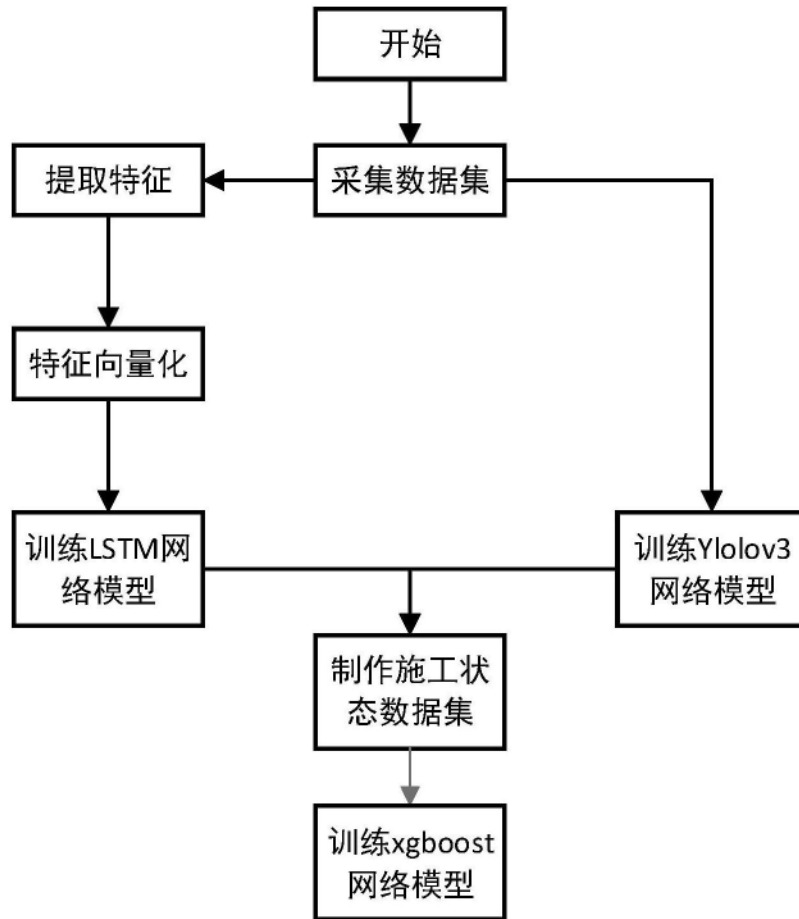 开始
提取特征
采集数据集
特征向量化
训练LSTM网
络模型
训练Ylolov3
网络模型
制作施工状
态数据集
训练xgboost
网络模型